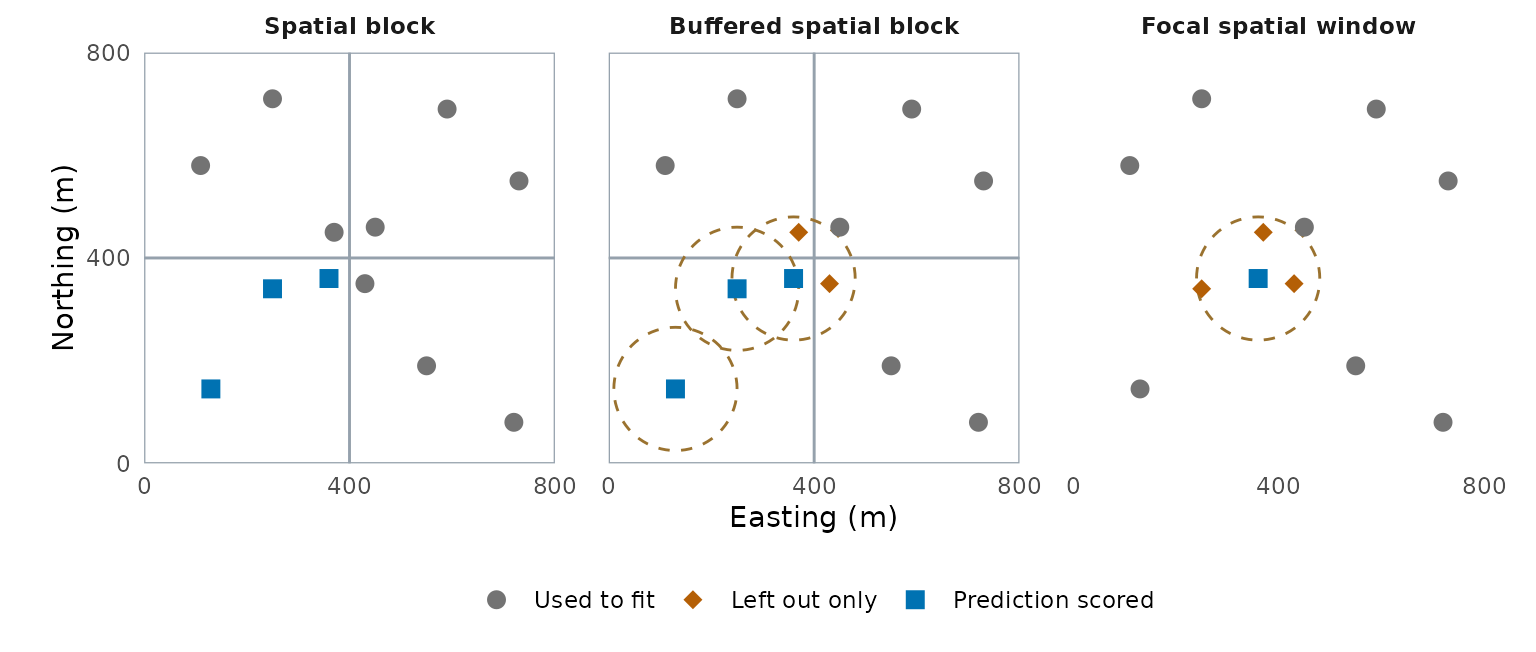 Spatial block
Buffered spatial block
Focal spatial window
800
400
0
Northing (m)
0 400 800 0 400 800 0 400 800
Easting (m)
Used to fit Left out only Prediction scored